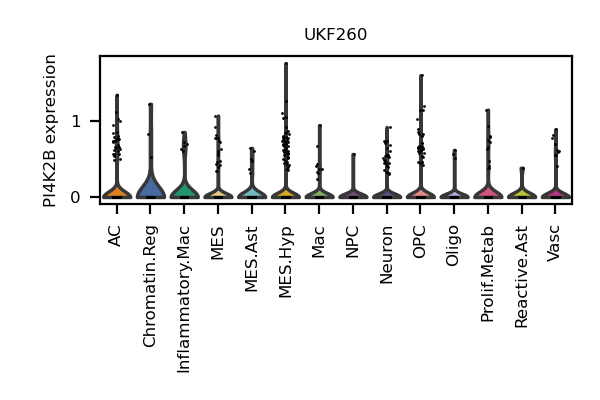 UKF260
PI4K2B expression
1
0
AC
Chromatin.Reg
Inflammatory.Mac
MES
MES.Ast
MES.Hyp
Mac
NPC
Neuron
OPC
Oligo
Prolif.Metab
Reactive.Ast
Vasc